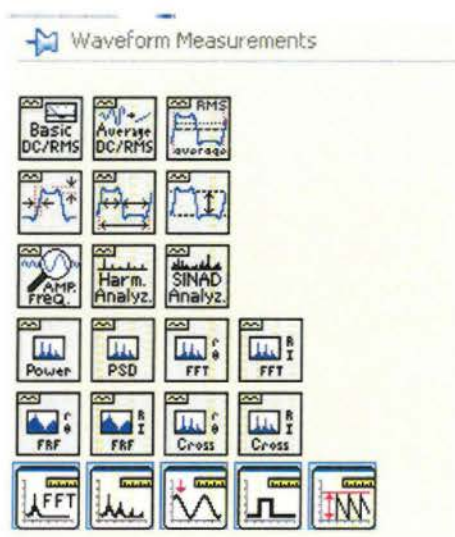 Waveform Measurements
Basic DC/RMS
Average DC/RMS
RMS average
AMP. Freq.
Harm. Analyz.
SINAD Analyz.
Power
PSD
FFT r θ
FFT R I
FRF r θ
FRF R I
Cross r θ
Cross R I
FFT